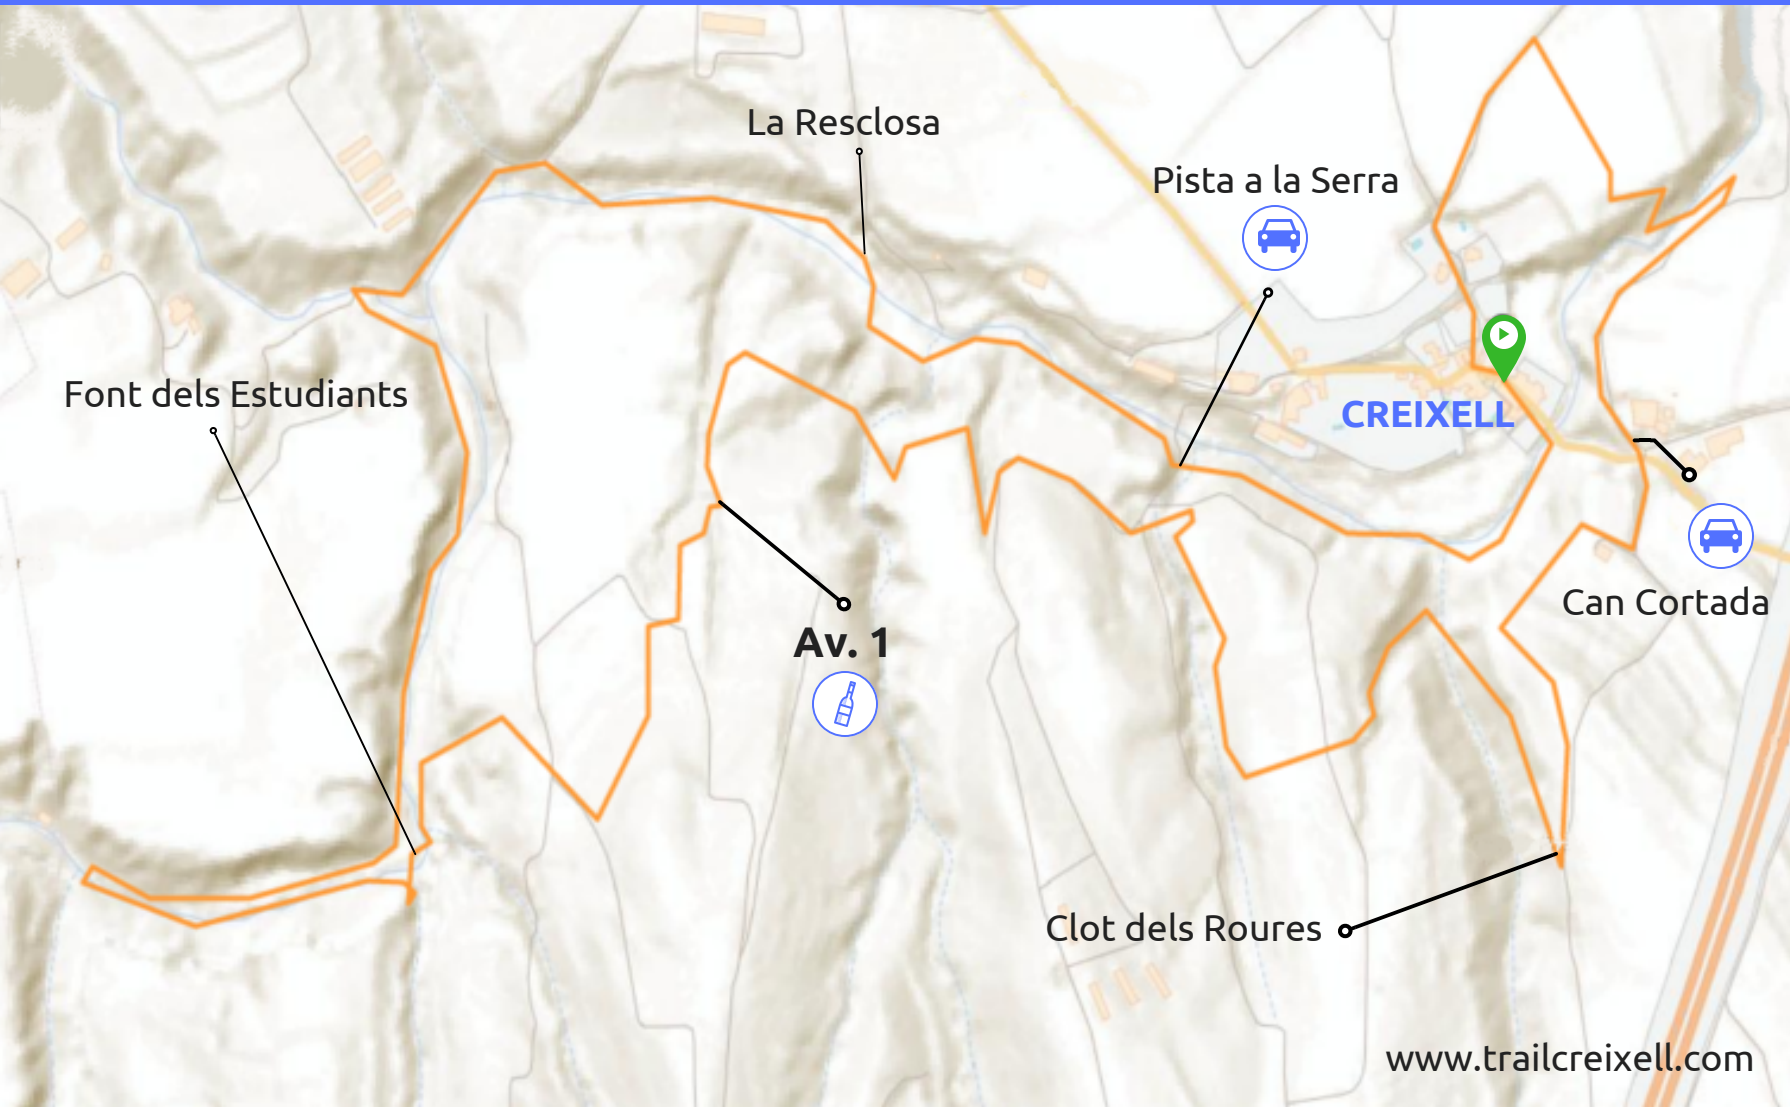 La Resclosa
Pista a la Serra
Font dels Estudiants
CREIXELL
Can Cortada
Av. 1
Clot dels Roures
www.trailcreixell.com